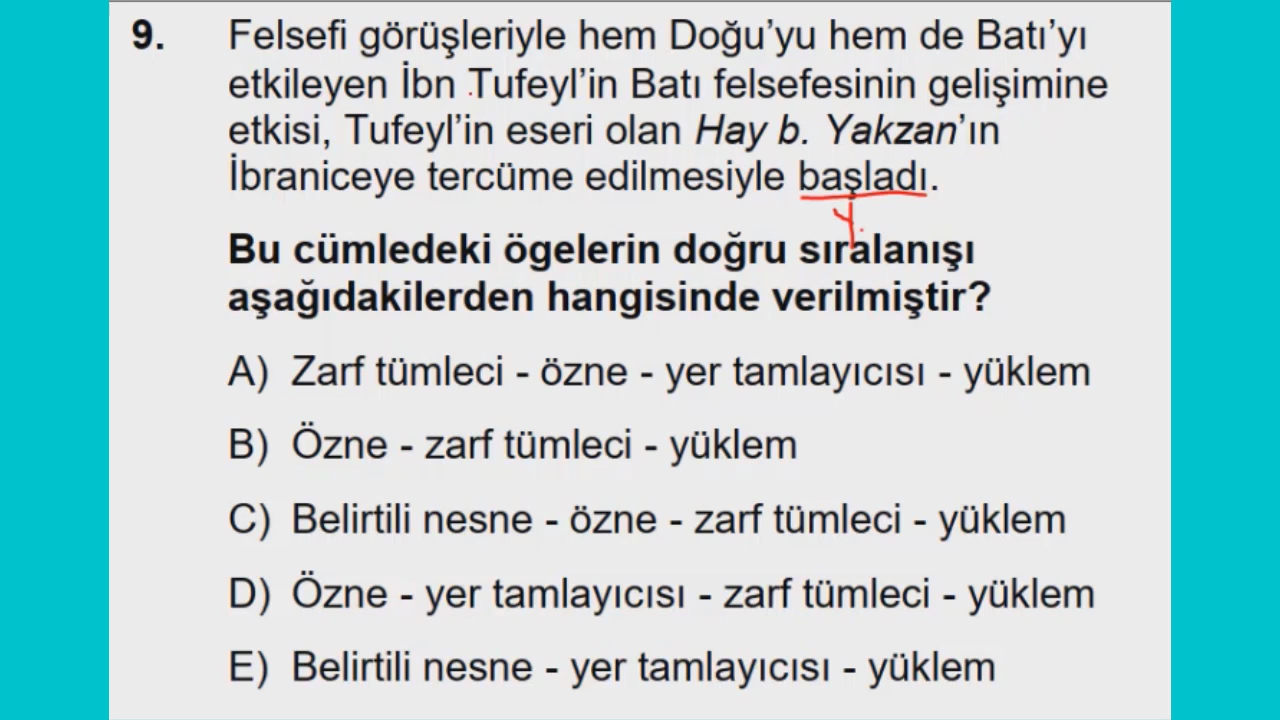 9. Felsefi görüşleriyle hem Doğu’yu hem de Batı’yı
etkileyen İbn Tufeyl’in Batı felsefesinin gelişimine
etkisi, Tufeyl’in eseri olan Hay b. Yakzan’ın
İbraniceye tercüme edilmesiyle başladı.
Y
Bu cümledeki ögelerin doğru sıralanışı
aşağıdakilerden hangisinde verilmiştir?
A) Zarf tümleci - özne - yer tamlayıcısı - yüklem
B) Özne - zarf tümleci - yüklem
C) Belirtili nesne - özne - zarf tümleci - yüklem
D) Özne - yer tamlayıcısı - zarf tümleci - yüklem
E) Belirtili nesne - yer tamlayıcısı - yüklem